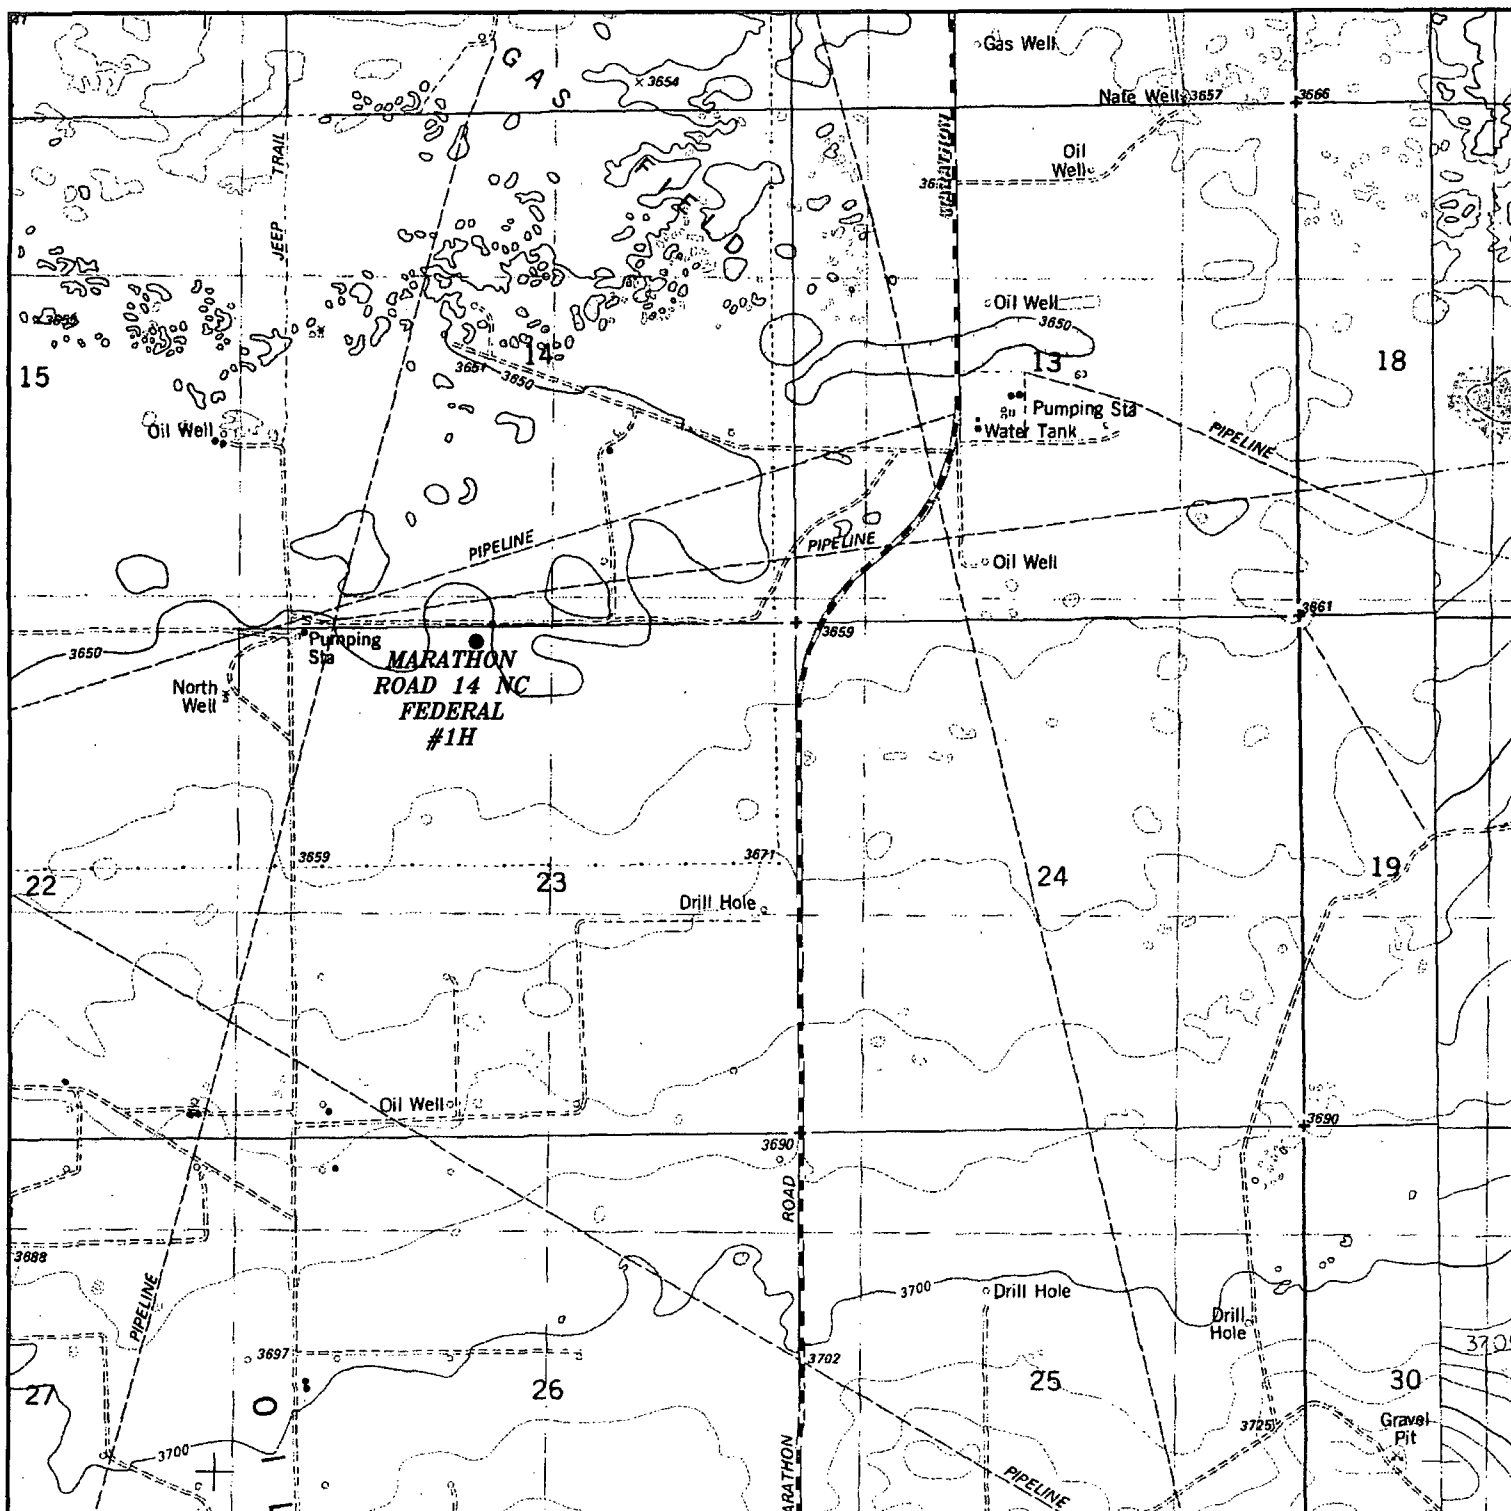 GAS
Gas Well
3654
Nate Well 3657
3666
TRAIL
MARATHON
Oil
Well
FIELD
JEEP
Oil Well
3650
14
13
18
15
3650
Pumping Sta
Oil Well
Water Tank
PIPELINE
PIPELINE
PIPELINE
Oil Well
3661
Pumping
Sta
3659
3650
MARATHON
ROAD 14 NC
FEDERAL
#1H
North
Well
3659
3671
22
23
24
19
Drill Hole
Oil Well
3690
3690
ROAD
3688
PIPELINE
3700
Drill Hole
Drill
Hole
3697
3702
27
26
25
30
O
3725
Gravel
Pit
3700
I
PIPELINE
ARATHON